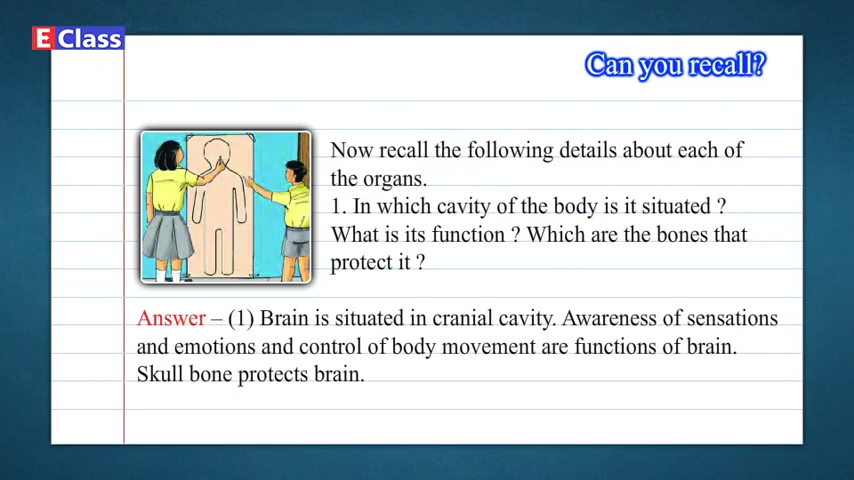 E Class
Can you recall?
Now recall the following details about each of
the organs.
1. In which cavity of the body is it situated ?
What is its function ? Which are the bones that
protect it ?
Answer – (1) Brain is situated in cranial cavity. Awareness of sensations
and emotions and control of body movement are functions of brain.
Skull bone protects brain.